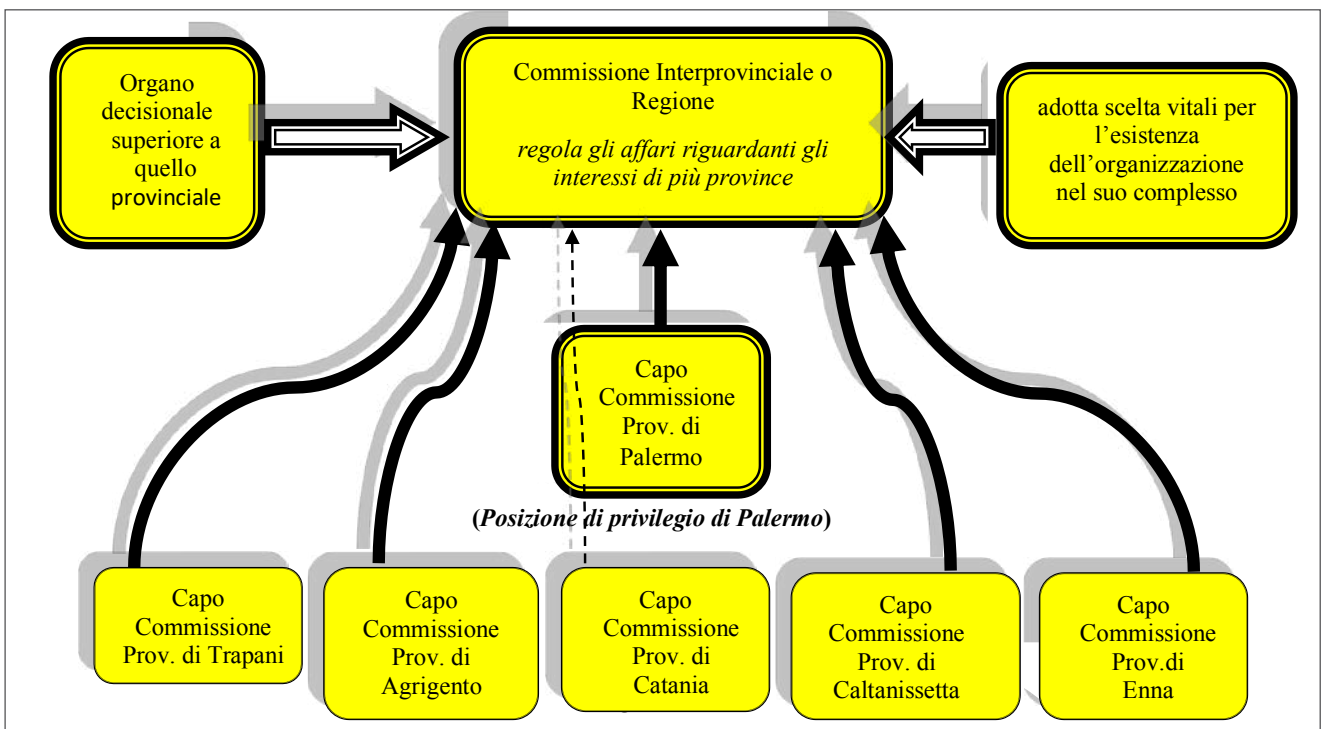 Organo
decisionale
superiore a
quello
provinciale
Commissione Interprovinciale o
Regione
regola gli affari riguardanti gli
interessi di più province
adotta scelta vitali per
l’esistenza
dell’organizzazione
nel suo complesso
Capo
Commissione
Prov. di
Palermo
(Posizione di privilegio di Palermo)
Capo
Commissione
Prov. di Trapani
Capo
Commissione
Prov. di
Agrigento
Capo
Commissione
Prov. di
Catania
Capo
Commissione
Prov. di
Caltanissetta
Capo
Commissione
Prov.di
Enna